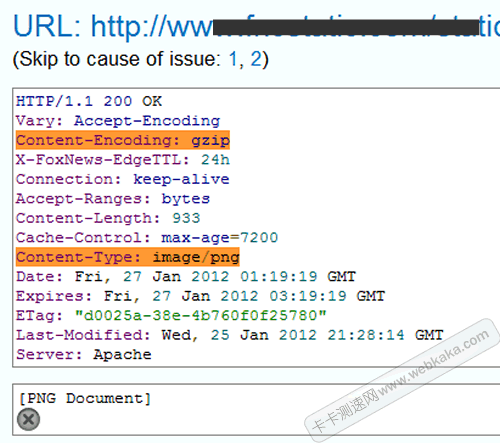 URL: http://ww
(Skip to cause of issue: 1, 2)
HTTP/1.1 200 OK
Vary: Accept-Encoding
Content-Encoding: gzip
X-FoxNews-EdgeTTL: 24h
Connection: keep-alive
Accept-Ranges: bytes
Content-Length: 933
Cache-Control: max-age=7200
Content-Type: image/png
Date: Fri, 27 Jan 2012 01:19:19 GMT
Expires: Fri, 27 Jan 2012 03:19:19 GMT
ETag: "d0025a-38e-4b760f0f25780"
Last-Modified: Wed, 25 Jan 2012 21:28:14 GMT
Server: Apache
[PNG Document]
卡卡测速网 www.webkaka.com